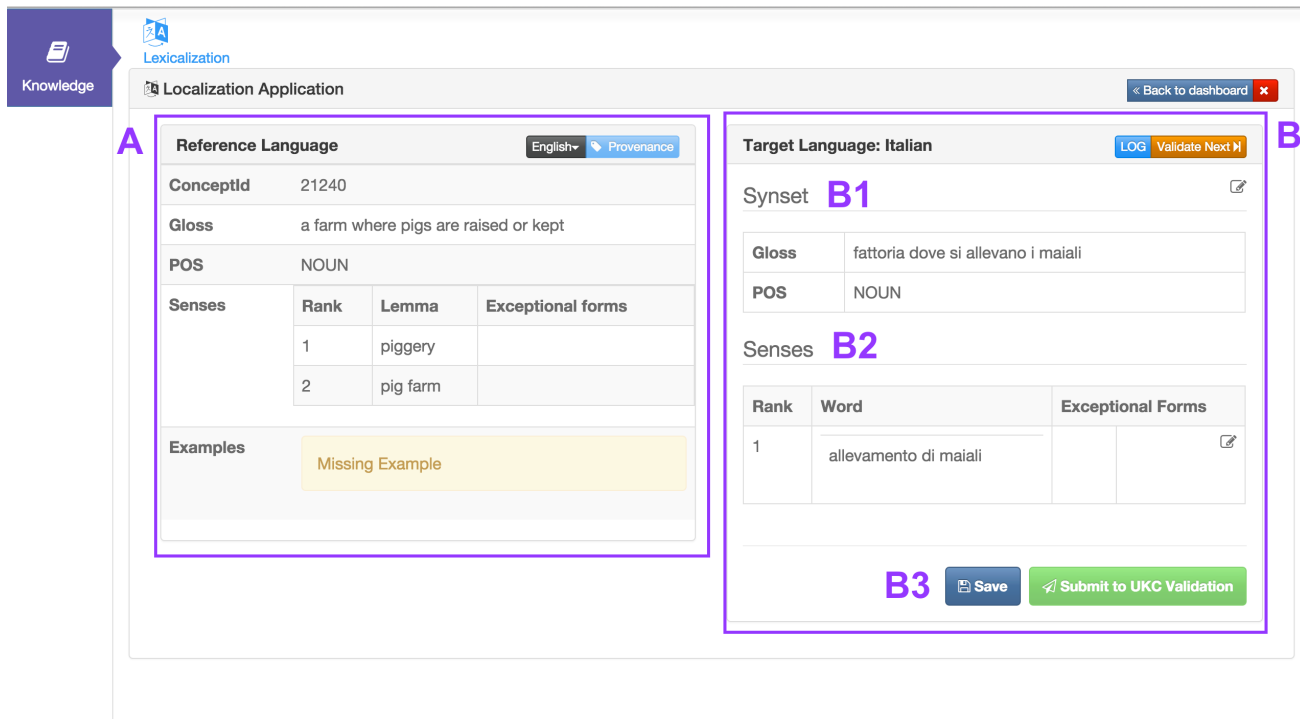 Knowledge
Lexicalization
Localization Application
« Back to dashboard
A
Reference Language
English
Provenance
ConceptId 21240
Gloss a farm where pigs are raised or kept
POS NOUN
Senses
Rank Lemma Exceptional forms
1 piggery
2 pig farm
Examples
Missing Example
B
Target Language: Italian
LOG Validate Next
Synset B1
Gloss fattoria dove si allevano i maiali
POS NOUN
Senses B2
Rank Word Exceptional Forms
1 allevamento di maiali
B3 Save Submit to UKC Validation